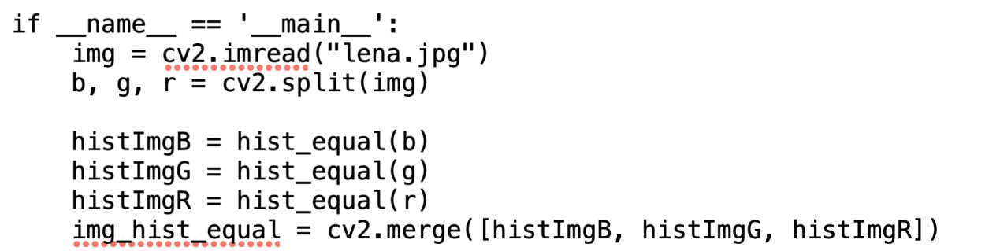 if __name__ == '__main__':
    img = cv2.imread("lena.jpg")
    b, g, r = cv2.split(img)

    histImgB = hist_equal(b)
    histImgG = hist_equal(g)
    histImgR = hist_equal(r)
    img_hist_equal = cv2.merge([histImgB, histImgG, histImgR])